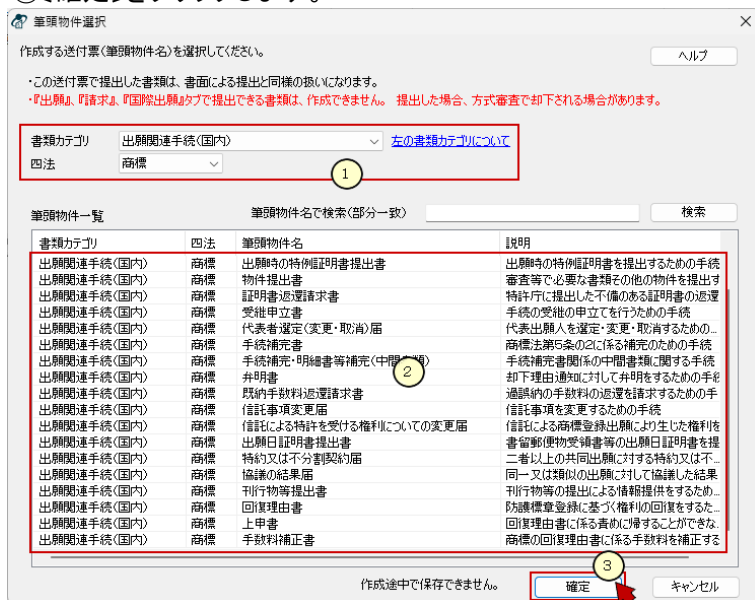 筆頭物件選択
作成する送付票(筆頭物件名)を選択してください。
ヘルプ
・この送付票で提出した書類は、書面による提出と同様の扱いになります。
・『出願』、『請求』、『国際出願』タブで提出できる書類は、作成できません。 提出した場合、方式審査で却下される場合があります。
書類カテゴリ 出願関連手続(国内) 左の書類カテゴリについて
四法 商標
1
筆頭物件一覧 筆頭物件名で検索(部分一致) 検索
書類カテゴリ 四法 筆頭物件名 説明
出願関連手続(国内) 商標 出願時の特例証明書提出書 出願時の特例証明書を提出するための手続
出願関連手続(国内) 商標 物件提出書 審査等で必要な書類その他の物件を提出す
出願関連手続(国内) 商標 証明書返還請求書 特許庁に提出した不備のある証明書の返還
出願関連手続(国内) 商標 受継申立書 手続の受継の申立てを行うための手続
出願関連手続(国内) 商標 代表者選定(変更・取消)届 代表出願人を選定・変更・取消するための...
出願関連手続(国内) 商標 手続補完書 商標法第5条の2に係る補完のための手続
出願関連手続(国内) 商標 手続補完・明細書等補完(中間 類) 手続補完書関係の中間書類に関する手続
2
出願関連手続(国内) 商標 弁明書 却下理由通知に対して弁明をするための手続
出願関連手続(国内) 商標 既納手数料返還請求書 過誤納の手数料の返還を請求するための手
出願関連手続(国内) 商標 信託事項変更届 信託事項を変更するための手続
出願関連手続(国内) 商標 信託による特許を受ける権利についての変更届 信託による商標登録出願により生じた権利を
出願関連手続(国内) 商標 出願日証明書提出書 書留郵便物受領書等の出願日証明書を提
出願関連手続(国内) 商標 特約又は不分割契約届 二者以上の共同出願に対する特約又は不...
出願関連手続(国内) 商標 協議の結果届 同一又は類似の出願に対して協議した結果
出願関連手続(国内) 商標 刊行物等提出書 刊行物等の提出による情報提供をするため...
出願関連手続(国内) 商標 回復理由書 防護標章登録に基づく権利の回復をするた...
出願関連手続(国内) 商標 上申書 回復理由書に係る責めに帰することができな.
出願関連手続(国内) 商標 手数料補正書 商標の回復理由書に係る手数料を補正する
3
作成途中で保存できません。 確定 キャンセル